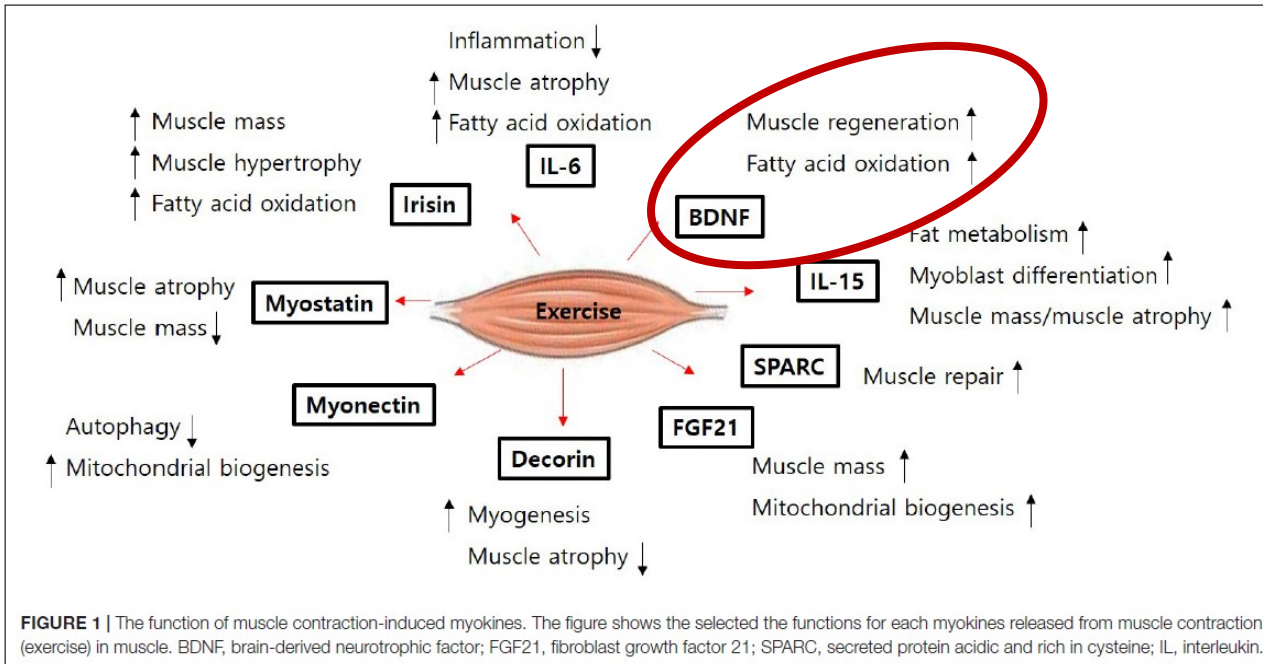 Inflammation ↓
↑ Muscle atrophy
↑ Fatty acid oxidation
IL-6
↑ Muscle mass
↑ Muscle hypertrophy
↑ Fatty acid oxidation
Irisin
Muscle regeneration ↑
Fatty acid oxidation ↑
BDNF
Fat metabolism ↑
Myoblast differentiation ↑
Muscle mass/muscle atrophy ↑
IL-15
↑ Muscle atrophy
Muscle mass ↓
Myostatin
Exercise
SPARC
Muscle repair ↑
Myonectin
Autophagy ↓
↑ Mitochondrial biogenesis
Decorin
↑ Myogenesis
Muscle atrophy ↓
FGF21
Muscle mass ↑
Mitochondrial biogenesis ↑
FIGURE 1 | The function of muscle contraction-induced myokines. The figure shows the selected the functions for each myokines released from muscle contraction
(exercise) in muscle. BDNF, brain-derived neurotrophic factor; FGF21, fibroblast growth factor 21; SPARC, secreted protein acidic and rich in cysteine; IL, interleukin.